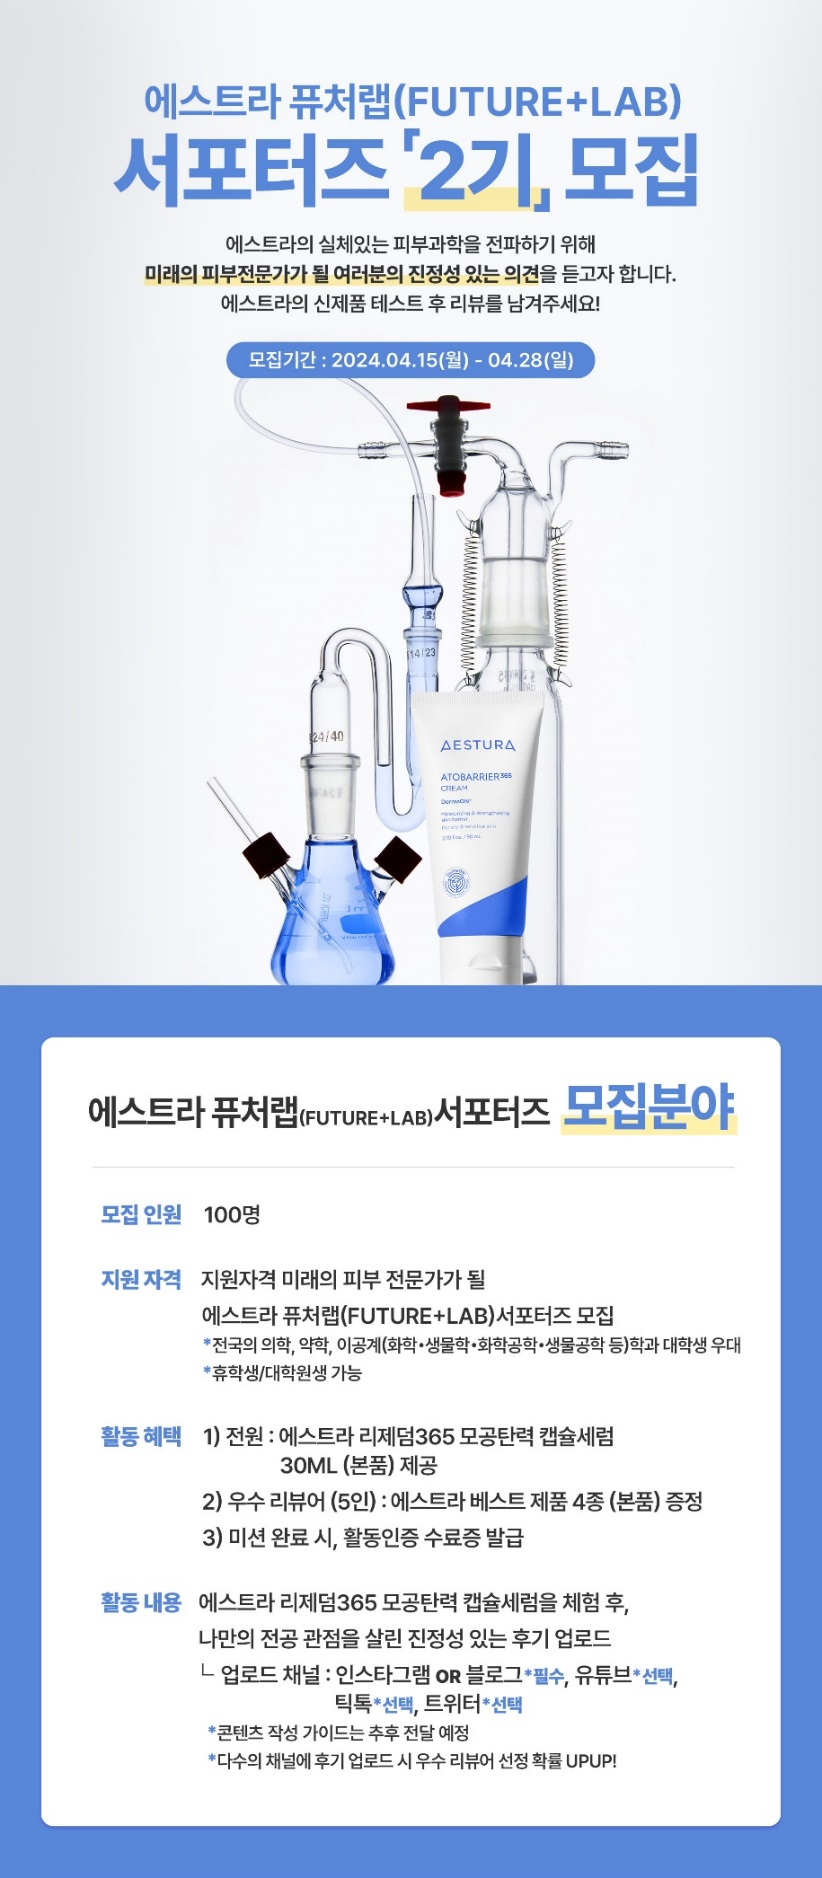 에스트라 퓨처랩(FUTURE+LAB)
서포터즈 「2기」 모집
에스트라의 실체있는 피부과학을 전파하기 위해
미래의 피부전문가가 될 여러분의 진정성 있는 의견을 듣고자 합니다.
에스트라의 신제품 테스트 후 리뷰를 남겨주세요!
모집기간 : 2024.04.15(월) - 04.28(일)
14/23
24/40
AESTURA
ATOBARRIER365
CREAM
DermaON®
Moisturizing & strengthening
skin barrier
For dry & sensitive skin
에스트라 퓨처랩(FUTURE+LAB)서포터즈 모집분야
모집 인원 100명
지원 자격 지원자격 미래의 피부 전문가가 될
에스트라 퓨처랩(FUTURE+LAB)서포터즈 모집
*전국의 의학, 약학, 이공계(화학•생물학•화학공학•생물공학 등)학과 대학생 우대
*휴학생/대학원생 가능
활동 혜택 1) 전원 : 에스트라 리제덤365 모공탄력 캡슐세럼
30ML (본품) 제공
2) 우수 리뷰어 (5인) : 에스트라 베스트 제품 4종 (본품) 증정
3) 미션 완료 시, 활동인증 수료증 발급
활동 내용 에스트라 리제덤365 모공탄력 캡슐세럼을 체험 후,
나만의 전공 관점을 살린 진정성 있는 후기 업로드
└ 업로드 채널 : 인스타그램 OR 블로그*필수, 유튜브*선택,
틱톡*선택, 트위터*선택
*콘텐츠 작성 가이드는 추후 전달 예정
*다수의 채널에 후기 업로드 시 우수 리뷰어 선정 확률 UPUP!